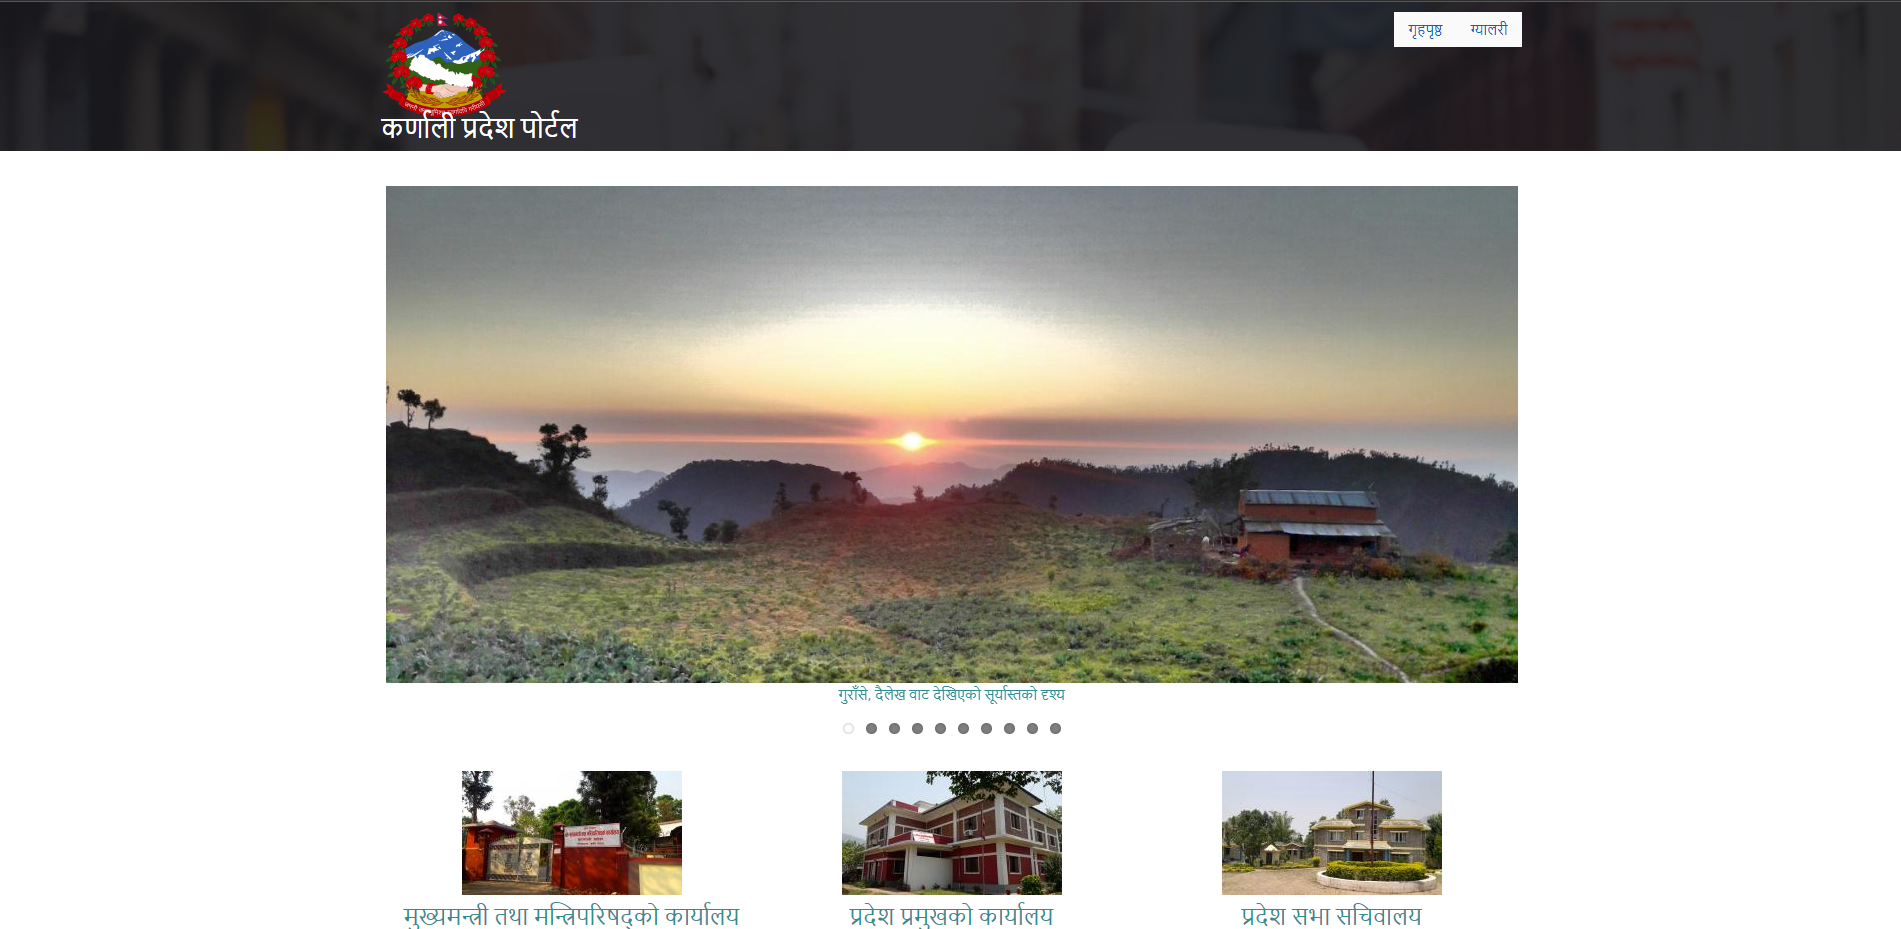 गृहपृष्ठ ग्यालरी
कर्णाली प्रदेश पोर्टल
गुराँसे, दैलेख वाट देखिएको सूर्यास्तको दृश्य
मुख्यमन्त्री तथा मन्त्रिपरिषद्को कार्यालय
प्रदेश प्रमुखको कार्यालय
प्रदेश सभा सचिवालय